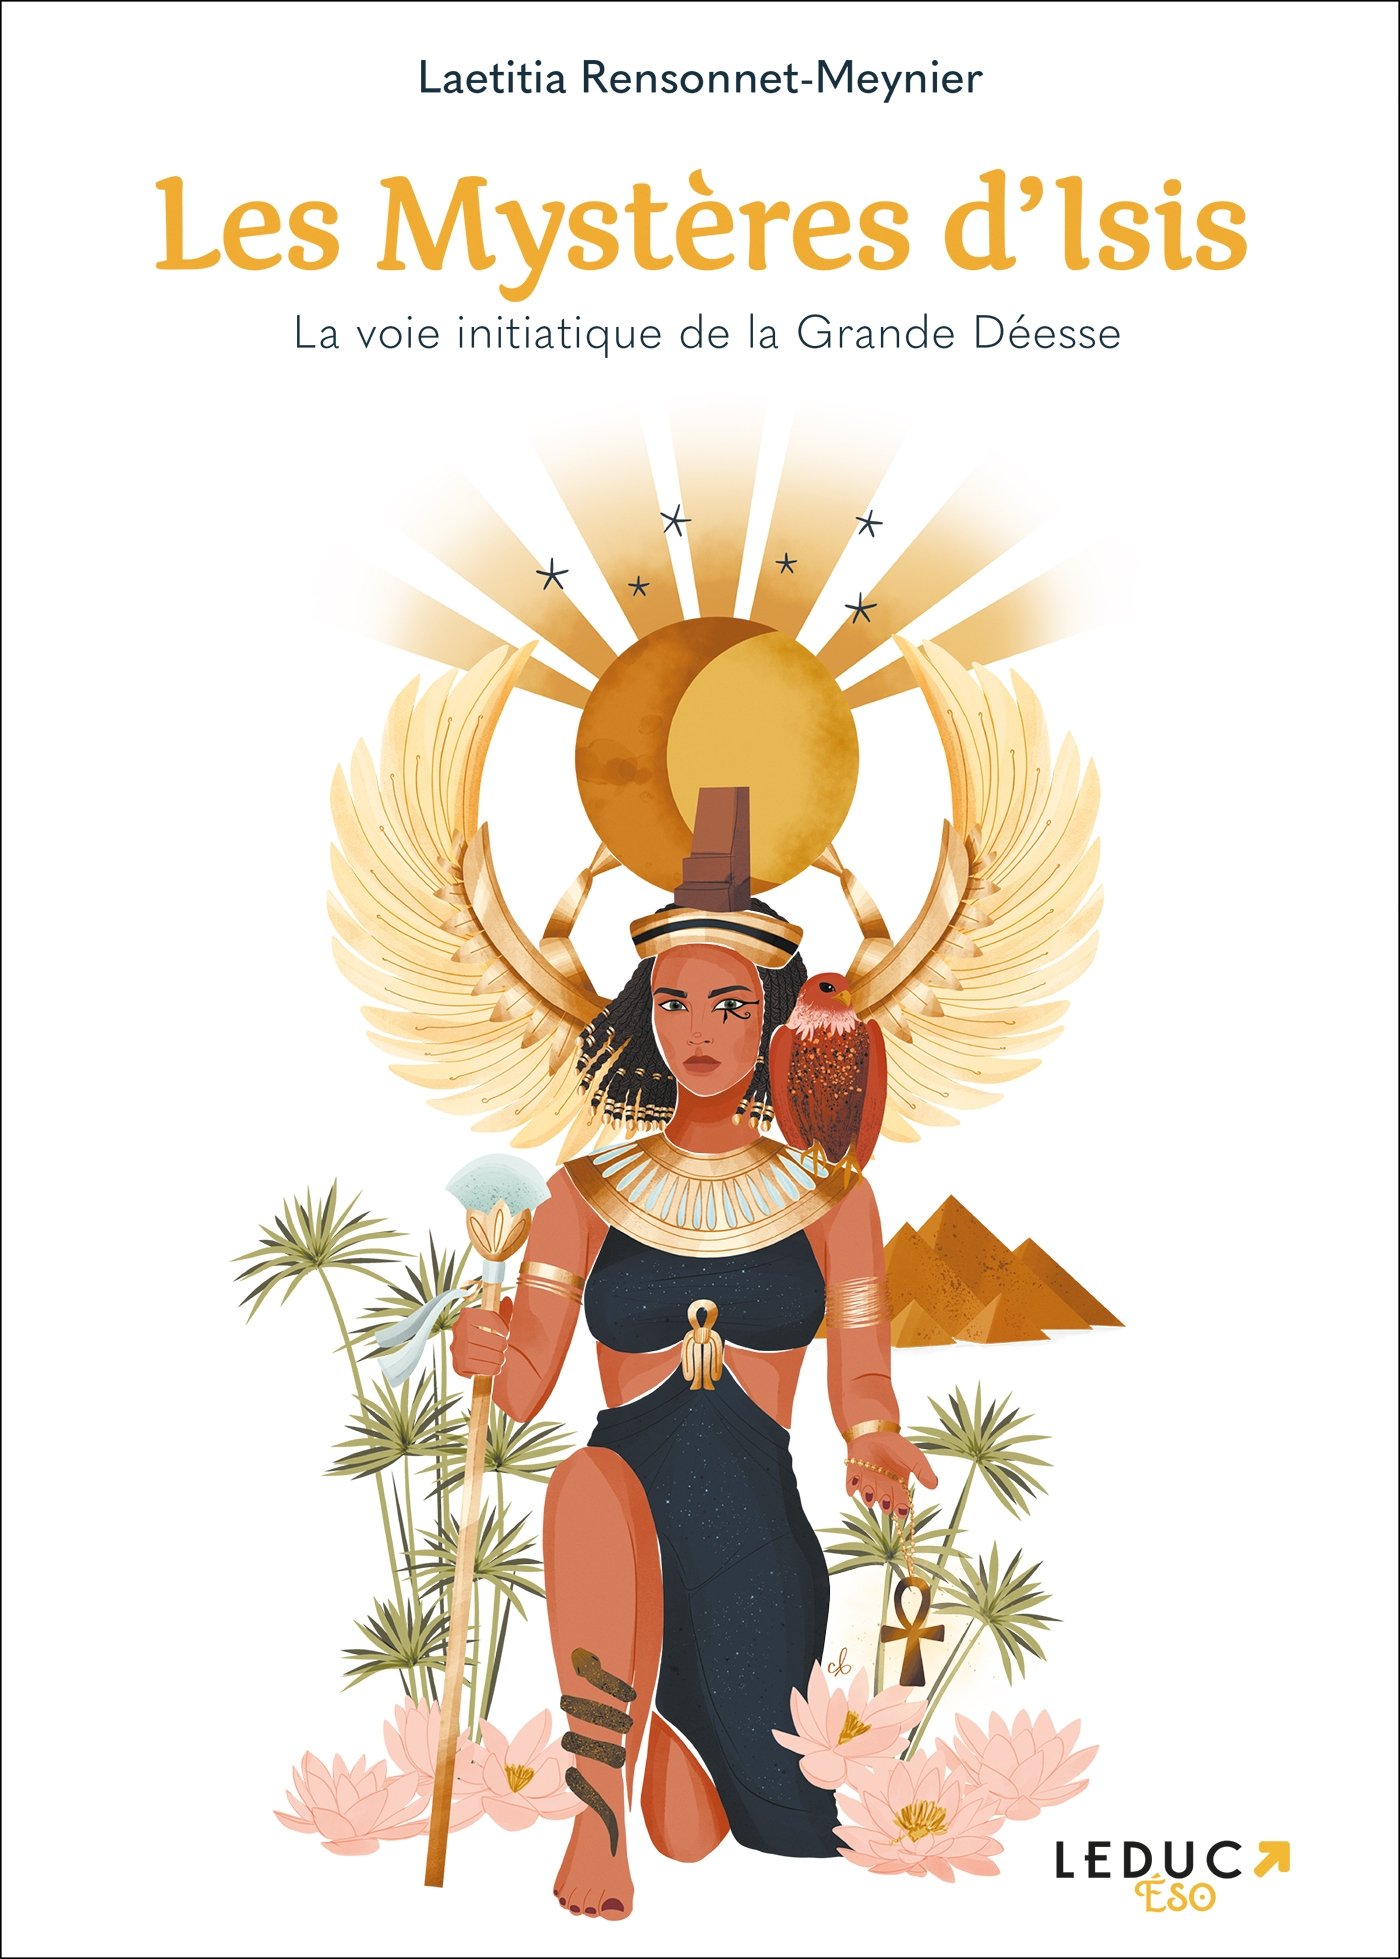 Laetitia Rensonnet-Meynier
Les Mystères d'Isis
La voie initiatique de la Grande Déesse
LEDUC
ÉSO